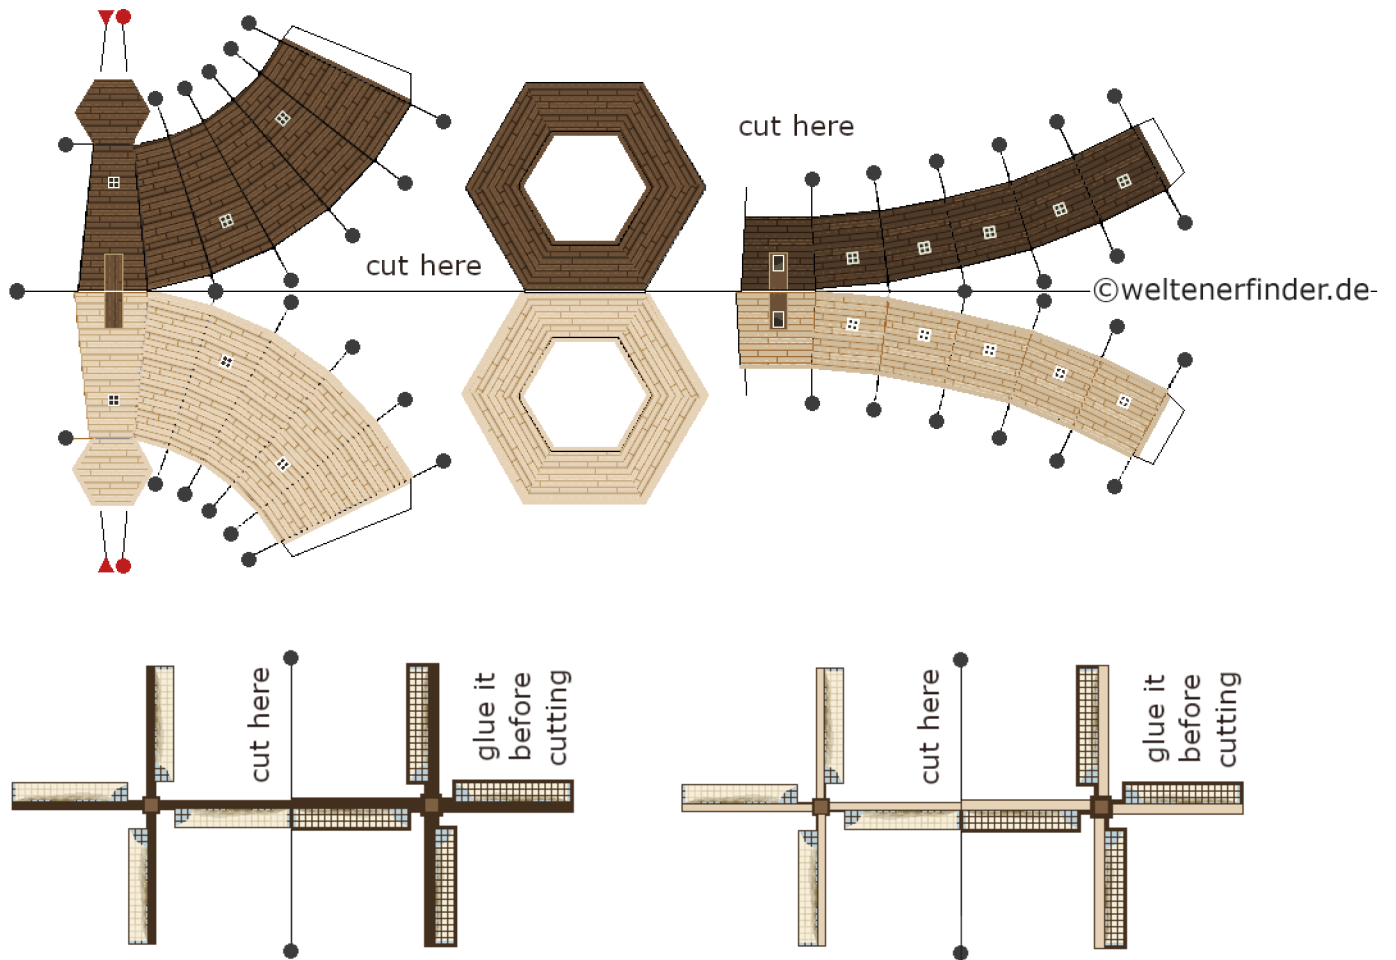 cut here
cut here
©weltenerfinder.de
cut here
glue it
before
cutting
cut here
glue it
before
cutting